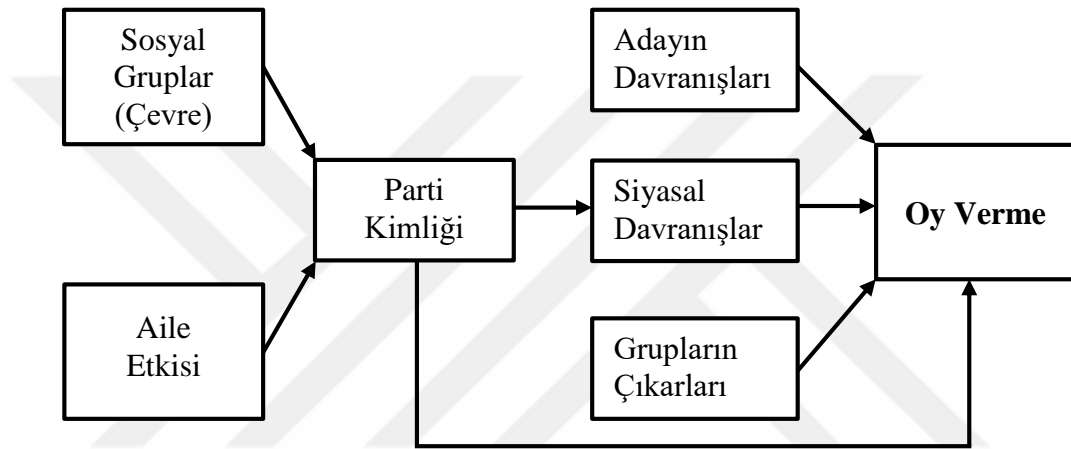 Sosyal
Gruplar
(Çevre)
Aile
Etkisi
Parti
Kimliği
Adayın
Davranışları
Siyasal
Davranışlar
Grupların
Çıkarları
Oy Verme